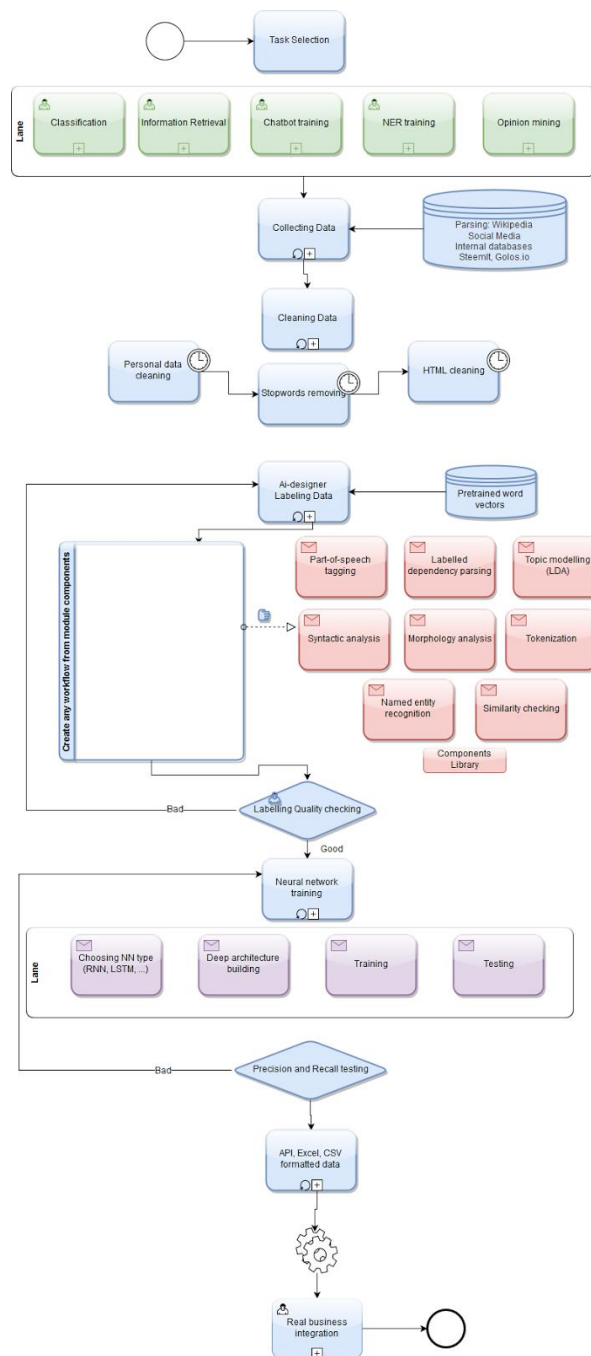 Task Selection
Lane
Classification
Information Retrieval
Chatbot training
NER training
Opinion mining
Collecting Data
Parsing: Wikipedia
Social Media
Internal databases
SteemIt, Golos.io
Cleaning Data
Personal data
cleaning
Stopwords removing
HTML cleaning
Ai-designer
Labeling Data
Pretrained word
vectors
Create any workflow from module components
Part-of-speech
tagging
Labelled
dependency parsing
Topic modelling
(LDA)
Syntactic analysis
Morphology analysis
Tokenization
Named entity
recognition
Similarity checking
Components
Library
Bad
Labelling Quality checking
Good
Neural network
training
Lane
Choosing NN type
(RNN, LSTM, ...)
Deep architecture
building
Training
Testing
Bad
Precision and Recall testing
API, Excel, CSV
formatted data
Real business
integration